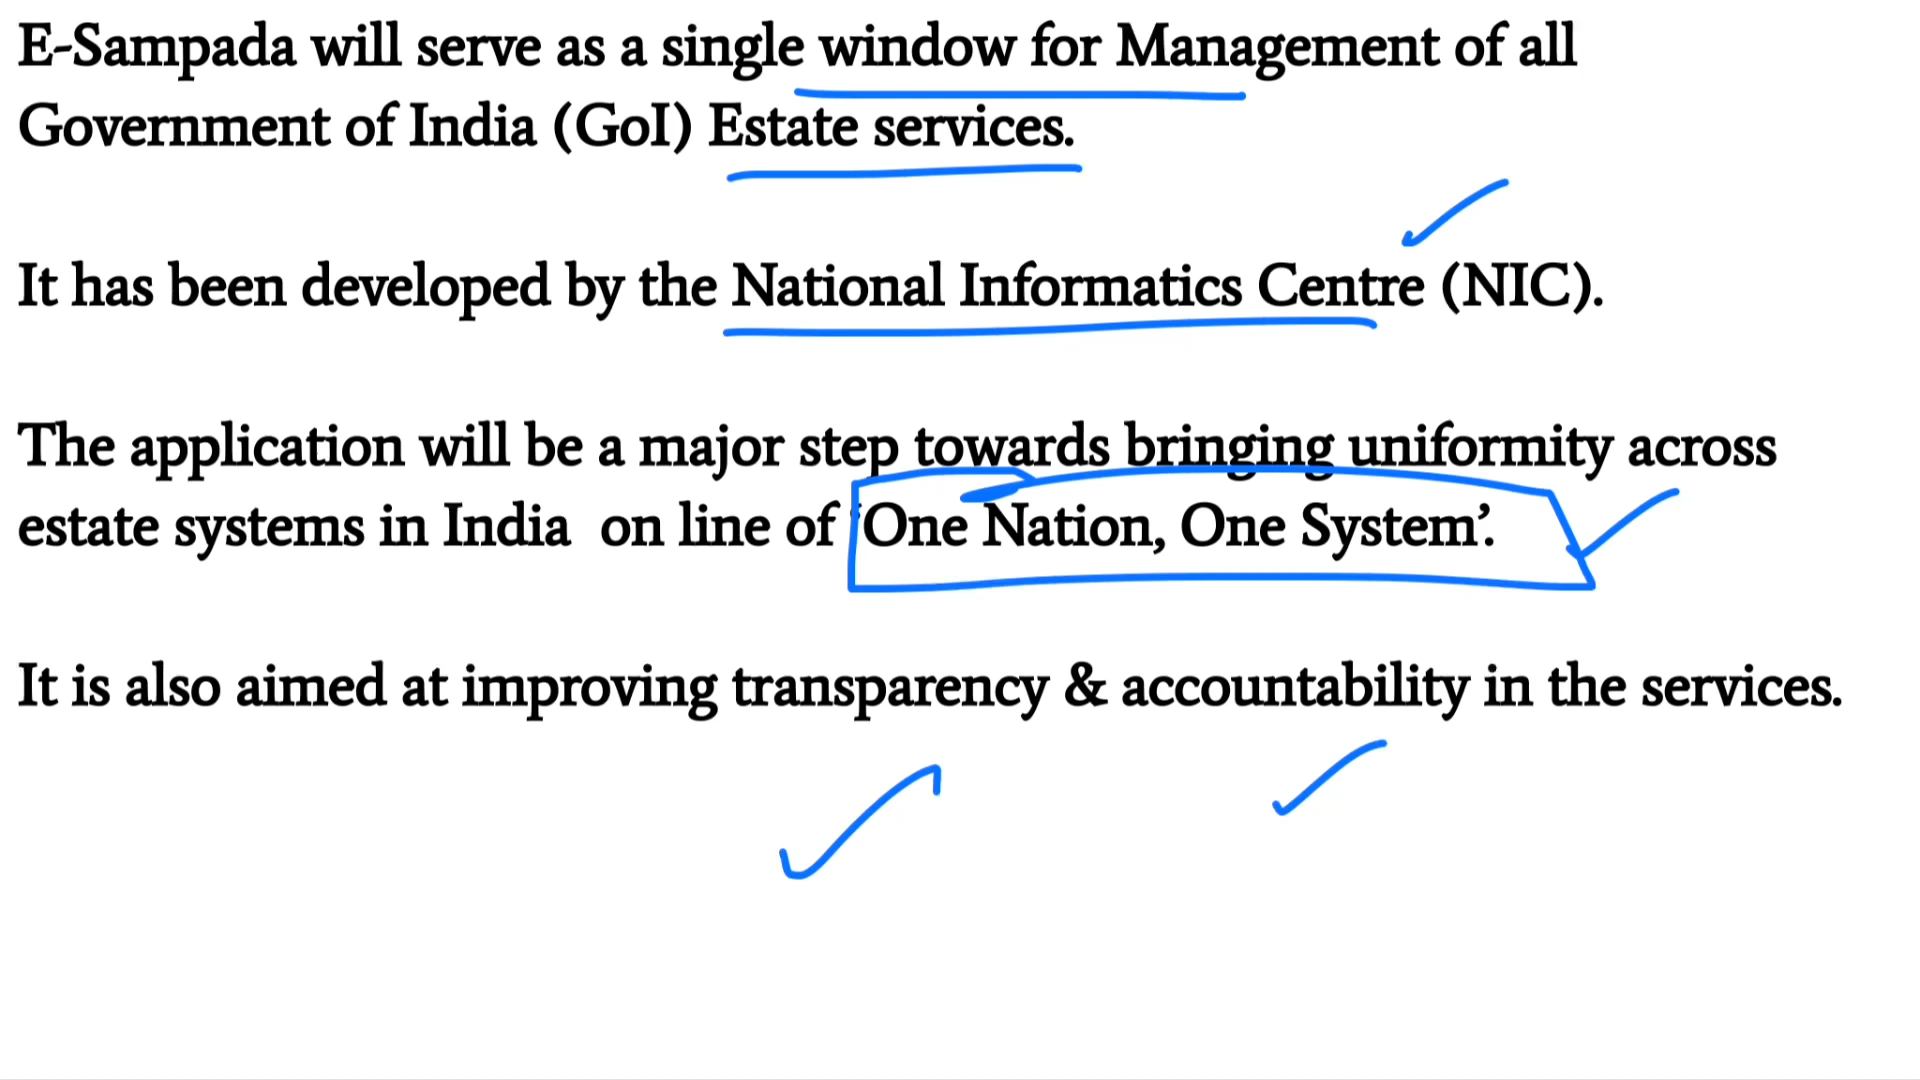 E-Sampada will serve as a single window for Management of all
Government of India (GoI) Estate services.
It has been developed by the National Informatics Centre (NIC).
The application will be a major step towards bringing uniformity across
estate systems in India  on line of ‘One Nation, One System’.
It is also aimed at improving transparency & accountability in the services.